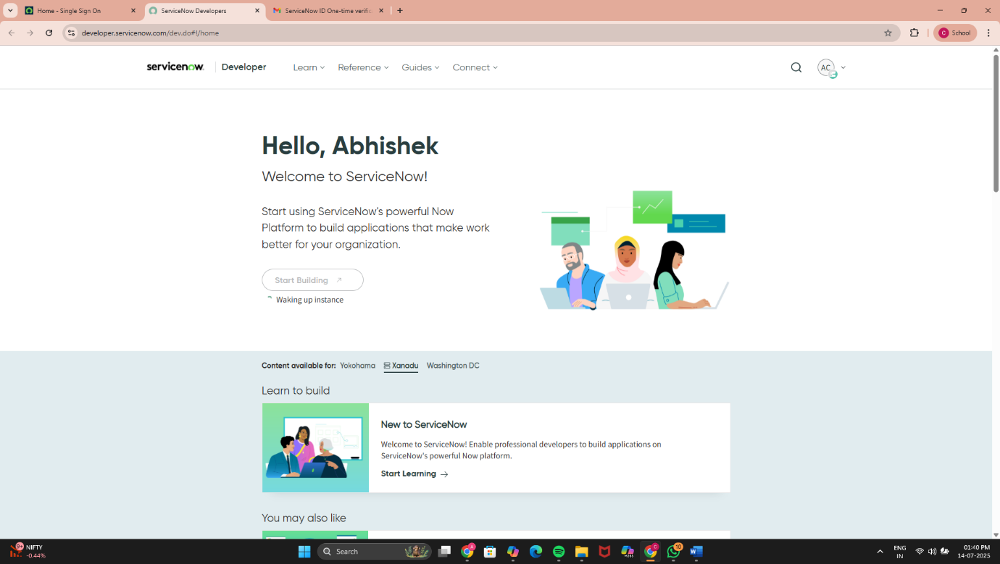 Home - Single Sign On
ServiceNow Developers
ServiceNow ID One-time verific
developer.servicenow.com/dev.do#!/home
C School
servicenow. Developer Learn Reference Guides Connect AC
Hello, Abhishek
Welcome to ServiceNow!
Start using ServiceNow's powerful Now
Platform to build applications that make work
better for your organization.
Start Building
Waking up instance
Content available for: Yokohama Xanadu Washington DC
Learn to build
New to ServiceNow
Welcome to ServiceNow! Enable professional developers to build applications on
ServiceNow's powerful Now platform.
Start Learning
You may also like
9+ NIFTY
-0.44%
Search
A
M365
C
10
W
ENG
IN
01:40 PM
14-07-2025